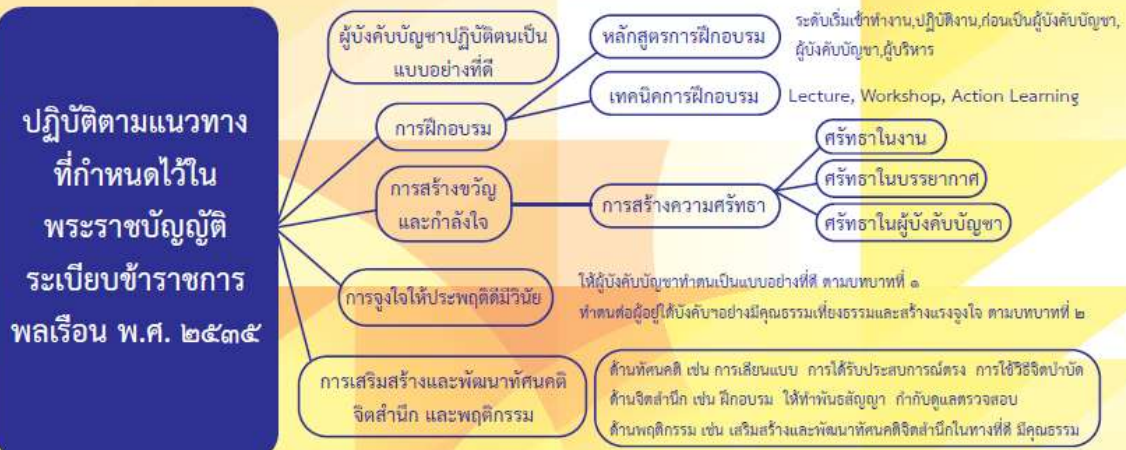 ปฏิบัติตามแนวทาง
ที่กำหนดไว้ใน
พระราชบัญญัติ
ระเบียบข้าราชการ
พลเรือน พ.ศ. ๒๕๓๕
ผู้บังคับบัญชาปฏิบัติตนเป็น
แบบอย่างที่ดี
การฝึกอบรม
หลักสูตรการฝึกอบรม
ระดับเริ่มเข้าทำงาน,ปฏิบัติงาน,ก่อนเป็นผู้บังคับบัญชา,
ผู้บังคับบัญชา,ผู้บริหาร
เทคนิคการฝึกอบรม
Lecture, Workshop, Action Learning
การสร้างขวัญ
และกำลังใจ
การสร้างความศรัทธา
ศรัทธาในงาน
ศรัทธาในบรรยากาศ
ศรัทธาในผู้บังคับบัญชา
การจูงใจให้ประพฤติดีมีวินัย
ให้ผู้บังคับบัญชาทำตนเป็นแบบอย่างที่ดี ตามบทบาทที่ ๑
ทำตนต่อผู้อยู่ใต้บังคับฯอย่างมีคุณธรรมเที่ยงธรรมและสร้างแรงจูงใจ ตามบทบาทที่ ๒
การเสริมสร้างและพัฒนาทัศนคติ
จิตสำนึก และพฤติกรรม
ด้านทัศนคติ เช่น การเลียนแบบ การได้รับประสบการณ์ตรง การใช้วิธีจิตบำบัด
ด้านจิตสำนึก เช่น ฝึกอบรม ให้ทำพันธสัญญา กำกับดูแลตรวจสอบ
ด้านพฤติกรรม เช่น เสริมสร้างและพัฒนาทัศนคติจิตสำนึกในทางที่ดี มีคุณธรรม